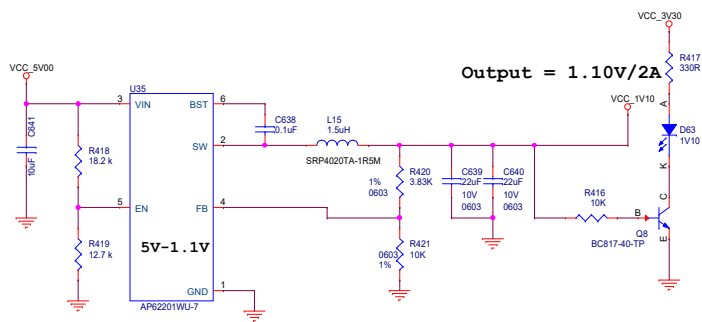 VCC_3V30
R417
330R
VCC_5V00
Output = 1.10V/2A
U35
VCC_1V10
3
VIN
BST
6
C638
0.1uF
L15
1.5uH
A
D63
1V10
K
C641
10uF
R418
18.2 k
SW
2
SRP4020TA-1R5M
R420
3.83K
1%
0603
C639
22uF
10V
0603
C640
22uF
10V
0603
R416
10K
C
B
E
Q8
BC817-40-TP
5
EN
FB
4
R419
12.7 k
5V-1.1V
0603
1%
R421
10K
GND
1
AP62201WU-7